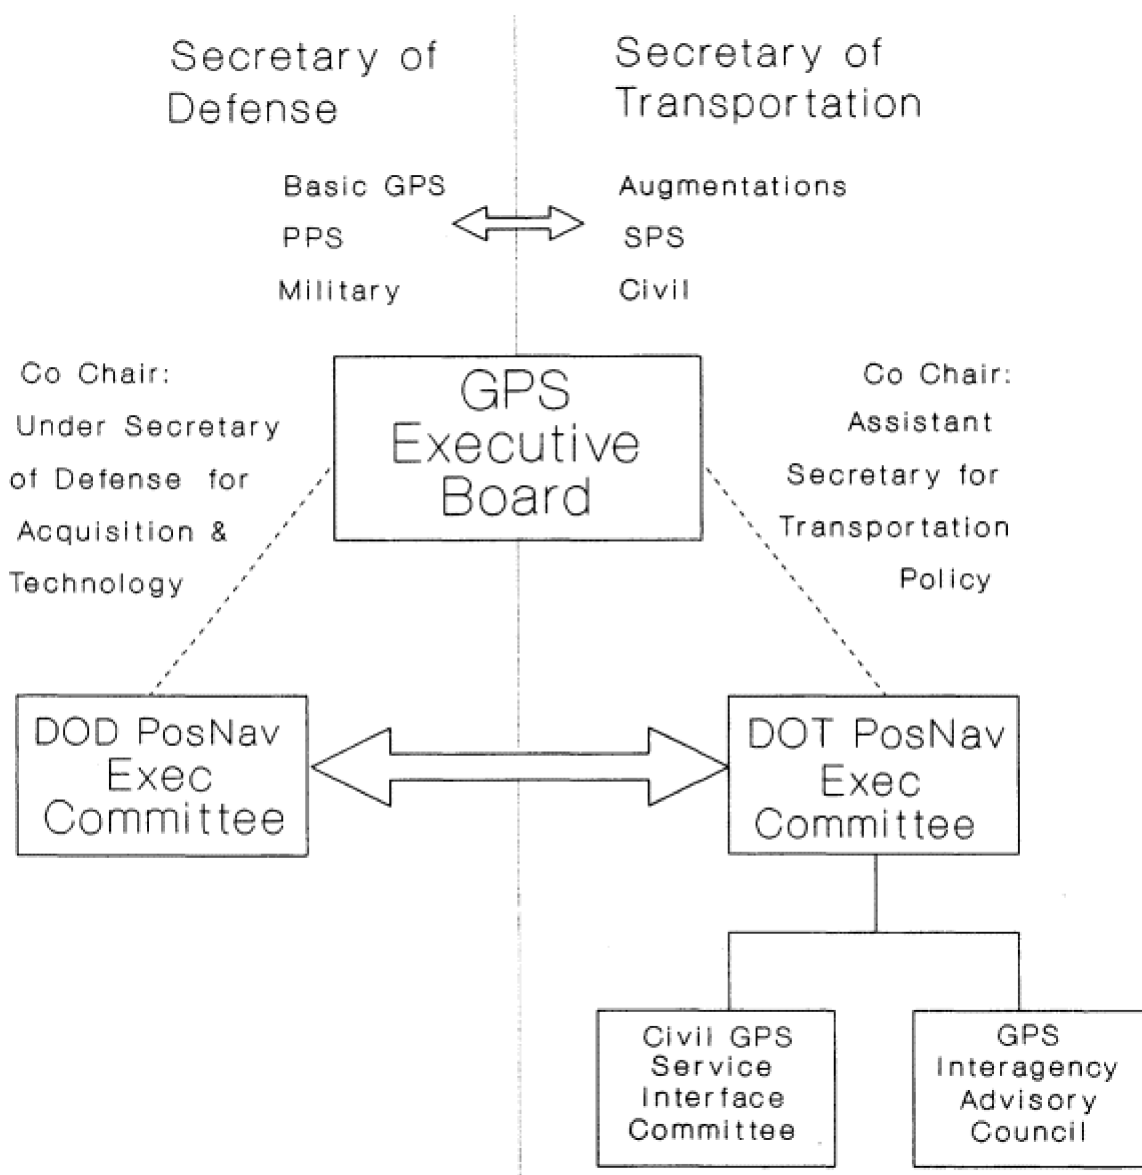 Secretary of
Defense
Secretary of
Transportation
Basic GPS
PPS
Military
Augmentations
SPS
Civil
Co Chair:
Under Secretary
of Defense for
Acquisition &
Technology
GPS
Executive
Board
Co Chair:
Assistant
Secretary for
Transportation
Policy
DOD PosNav
Exec
Committee
DOT PosNav
Exec
Committee
Civil GPS
Service
Interface
Committee
GPS
Interagency
Advisory
Council